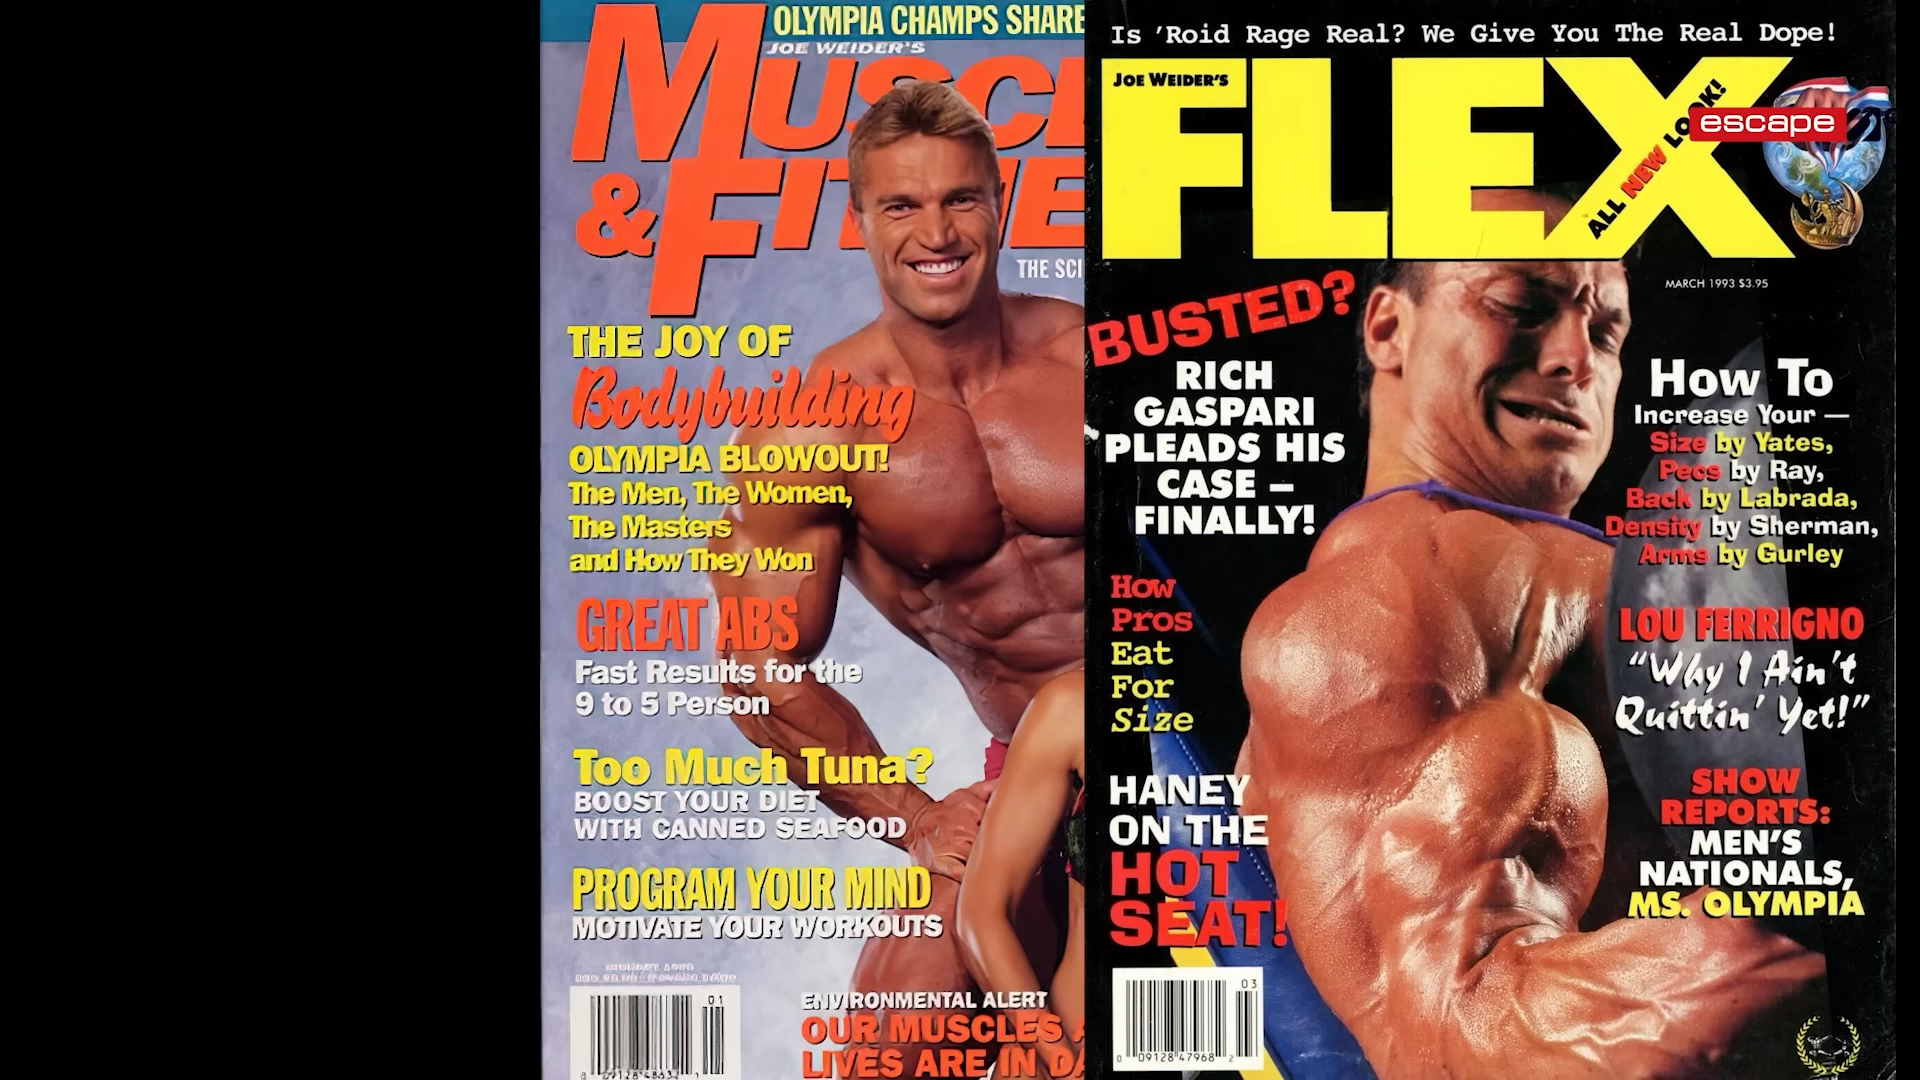 OLYMPIA CHAMPS SHARE
JOE WEIDER'S
MUSCL
& FITNE
THE SCI
THE JOY OF
Bodybuilding
OLYMPIA BLOWOUT!
The Men, The Women,
The Masters
and How They Won
GREAT ABS
Fast Results for the
9 to 5 Person
Too Much Tuna?
BOOST YOUR DIET
WITH CANNED SEAFOOD
PROGRAM YOUR MIND
MOTIVATE YOUR WORKOUTS
01
ENVIRONMENTAL ALERT
OUR MUSCLES A
LIVES ARE IN DA
Is 'Roid Rage Real? We Give You The Real Dope!
JOE WEIDER'S
FLEX
ALL NEW LOOK!
escape
MARCH 1993 $3.95
BUSTED?
RICH
GASPARI
PLEADS HIS
CASE –
FINALLY!
How
Pros
Eat
For
Size
HANEY
ON THE
HOT
SEAT!
03
0 09128 47968 2
How To
Increase Your —
Size by Yates,
Pecs by Ray,
Back by Labrada,
Density by Sherman,
Arms by Gurley
LOU FERRIGNO
"Why I Ain't
Quittin' Yet!"
SHOW
REPORTS:
MEN'S
NATIONALS,
MS. OLYMPIA